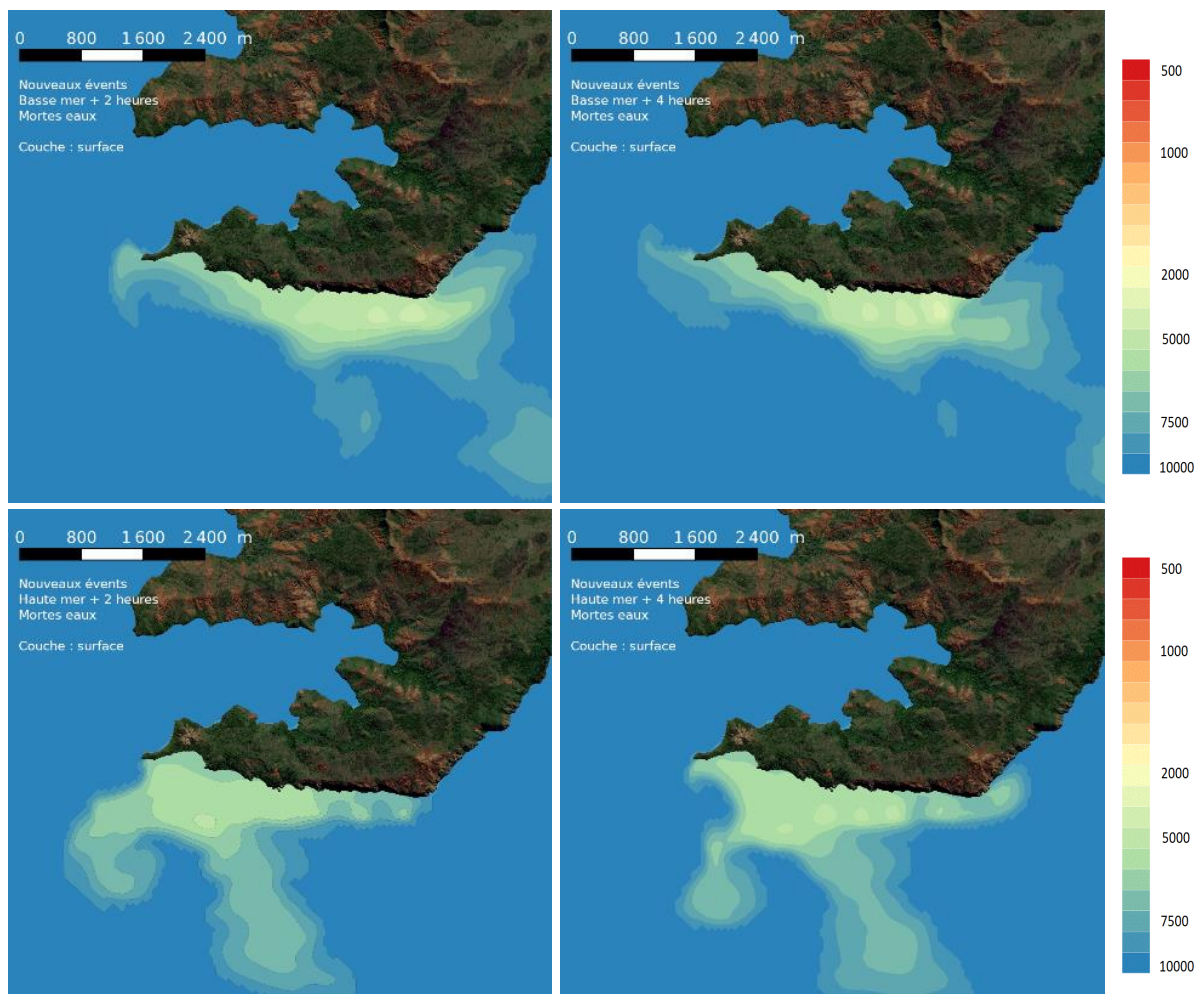 0 800 1 600 2 400 m
Nouveaux évents
Basse mer + 2 heures
Mortes eaux
Couche : surface
0 800 1 600 2 400 m
Nouveaux évents
Basse mer + 4 heures
Mortes eaux
Couche : surface
500
1000
2000
5000
7500
10000
0 800 1 600 2 400 m
Nouveaux évents
Haute mer + 2 heures
Mortes eaux
Couche : surface
0 800 1 600 2 400 m
Nouveaux évents
Haute mer + 4 heures
Mortes eaux
Couche : surface
500
1000
2000
5000
7500
10000